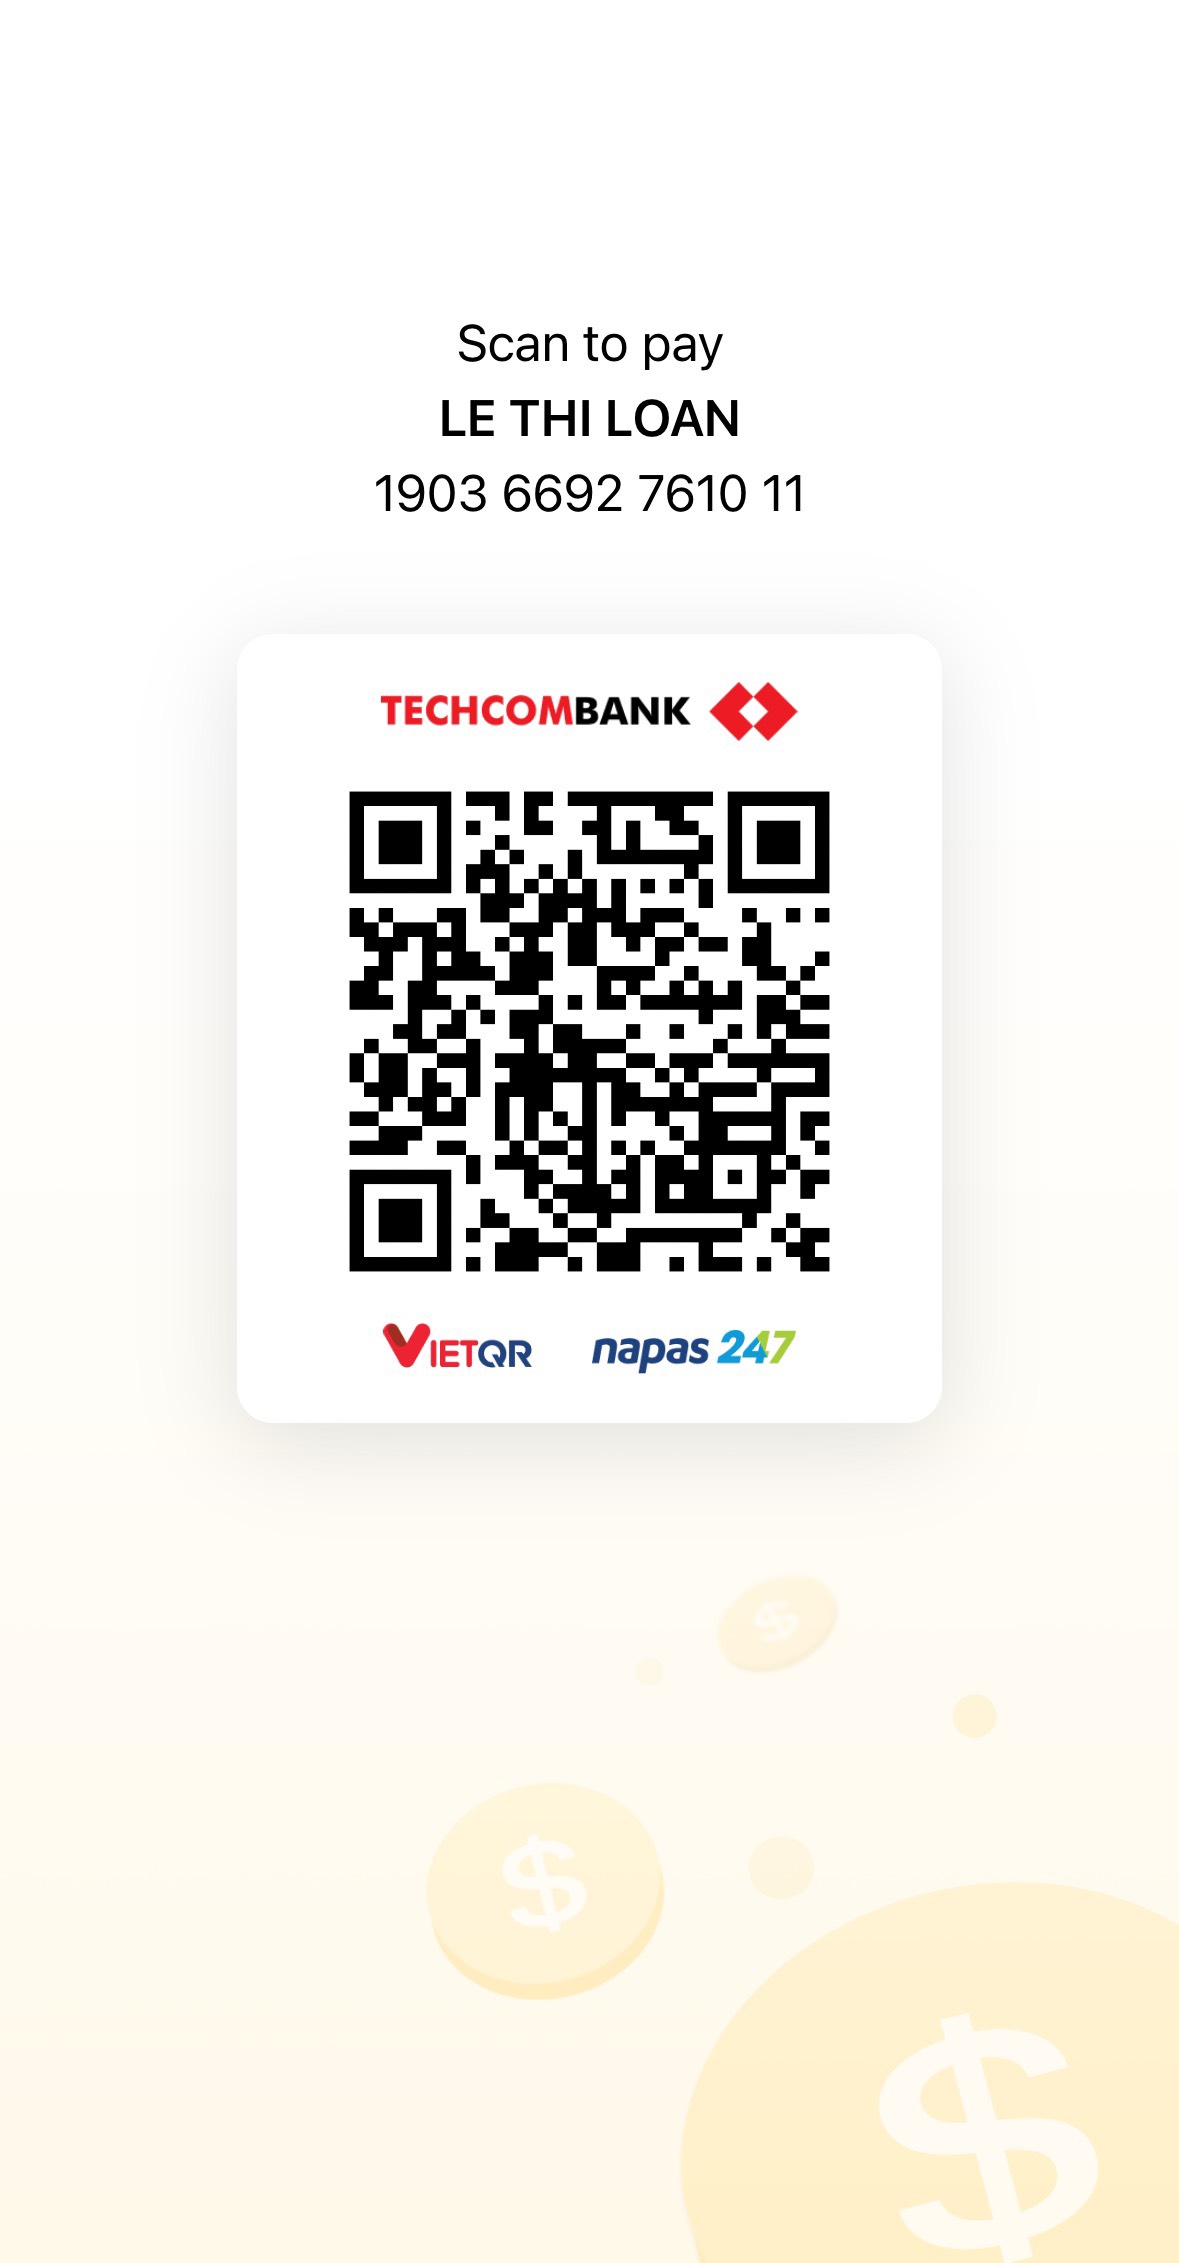 Scan to pay
LE THI LOAN
1903 6692 7610 11
TECHCOMBANK
VIETQR napas 247
$
$
$